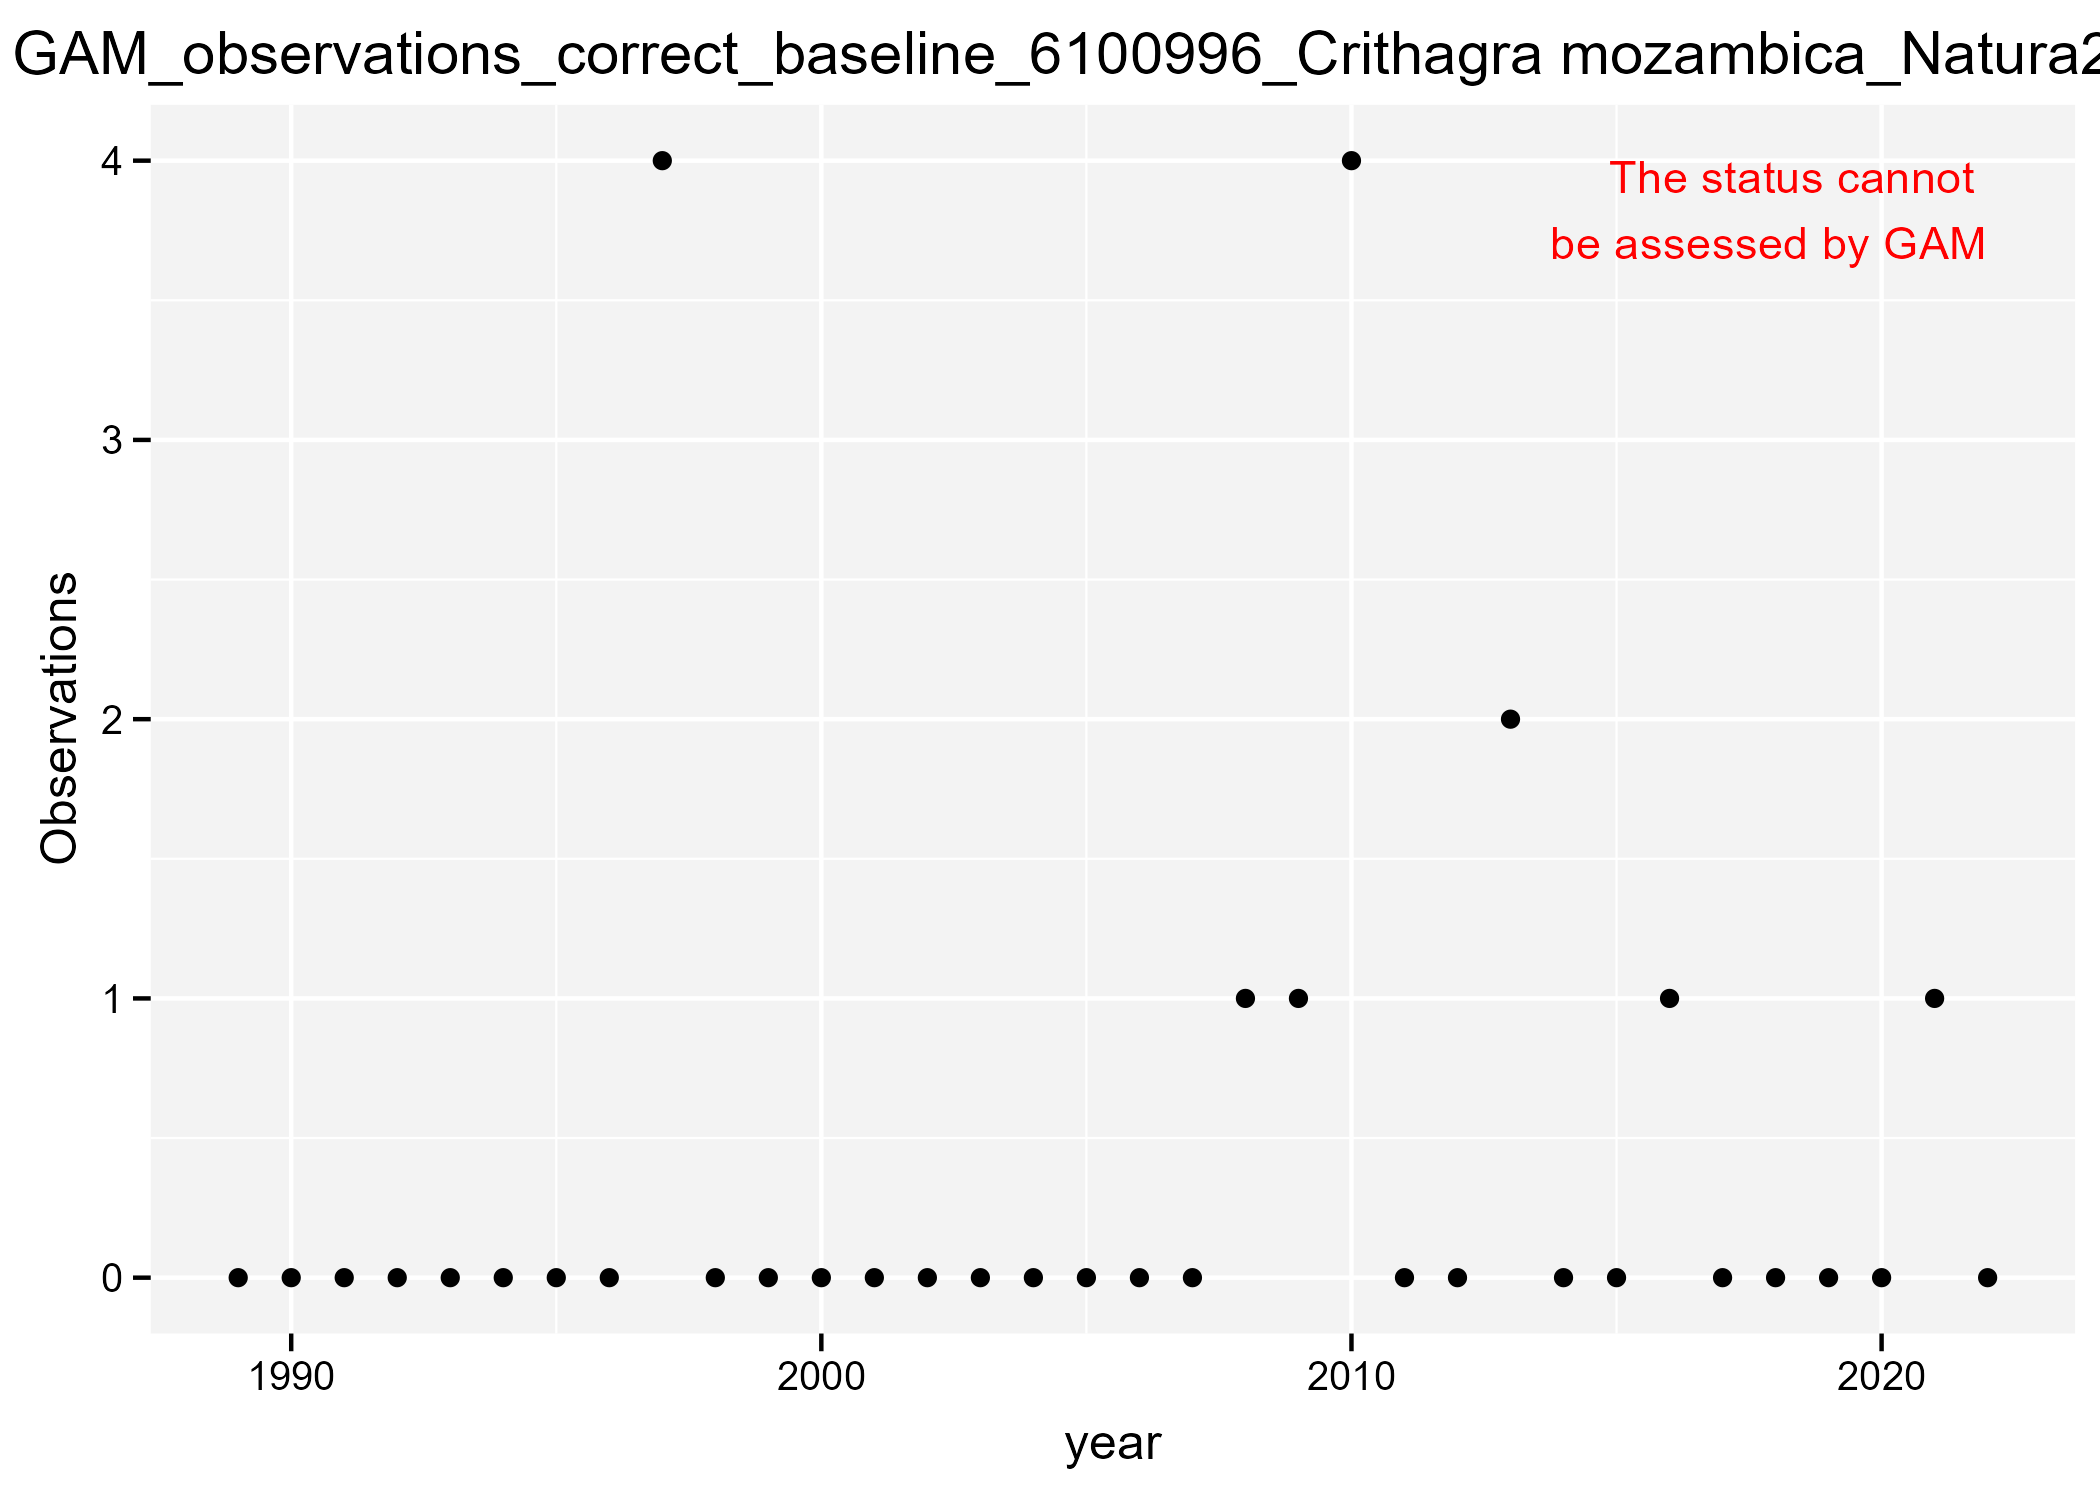 GAM_observations_correct_baseline_6100996_Crithagra mozambica_Natura2
The status cannot
be assessed by GAM
4
3
2
1
0
Observations
1990 2000 2010 2020
year